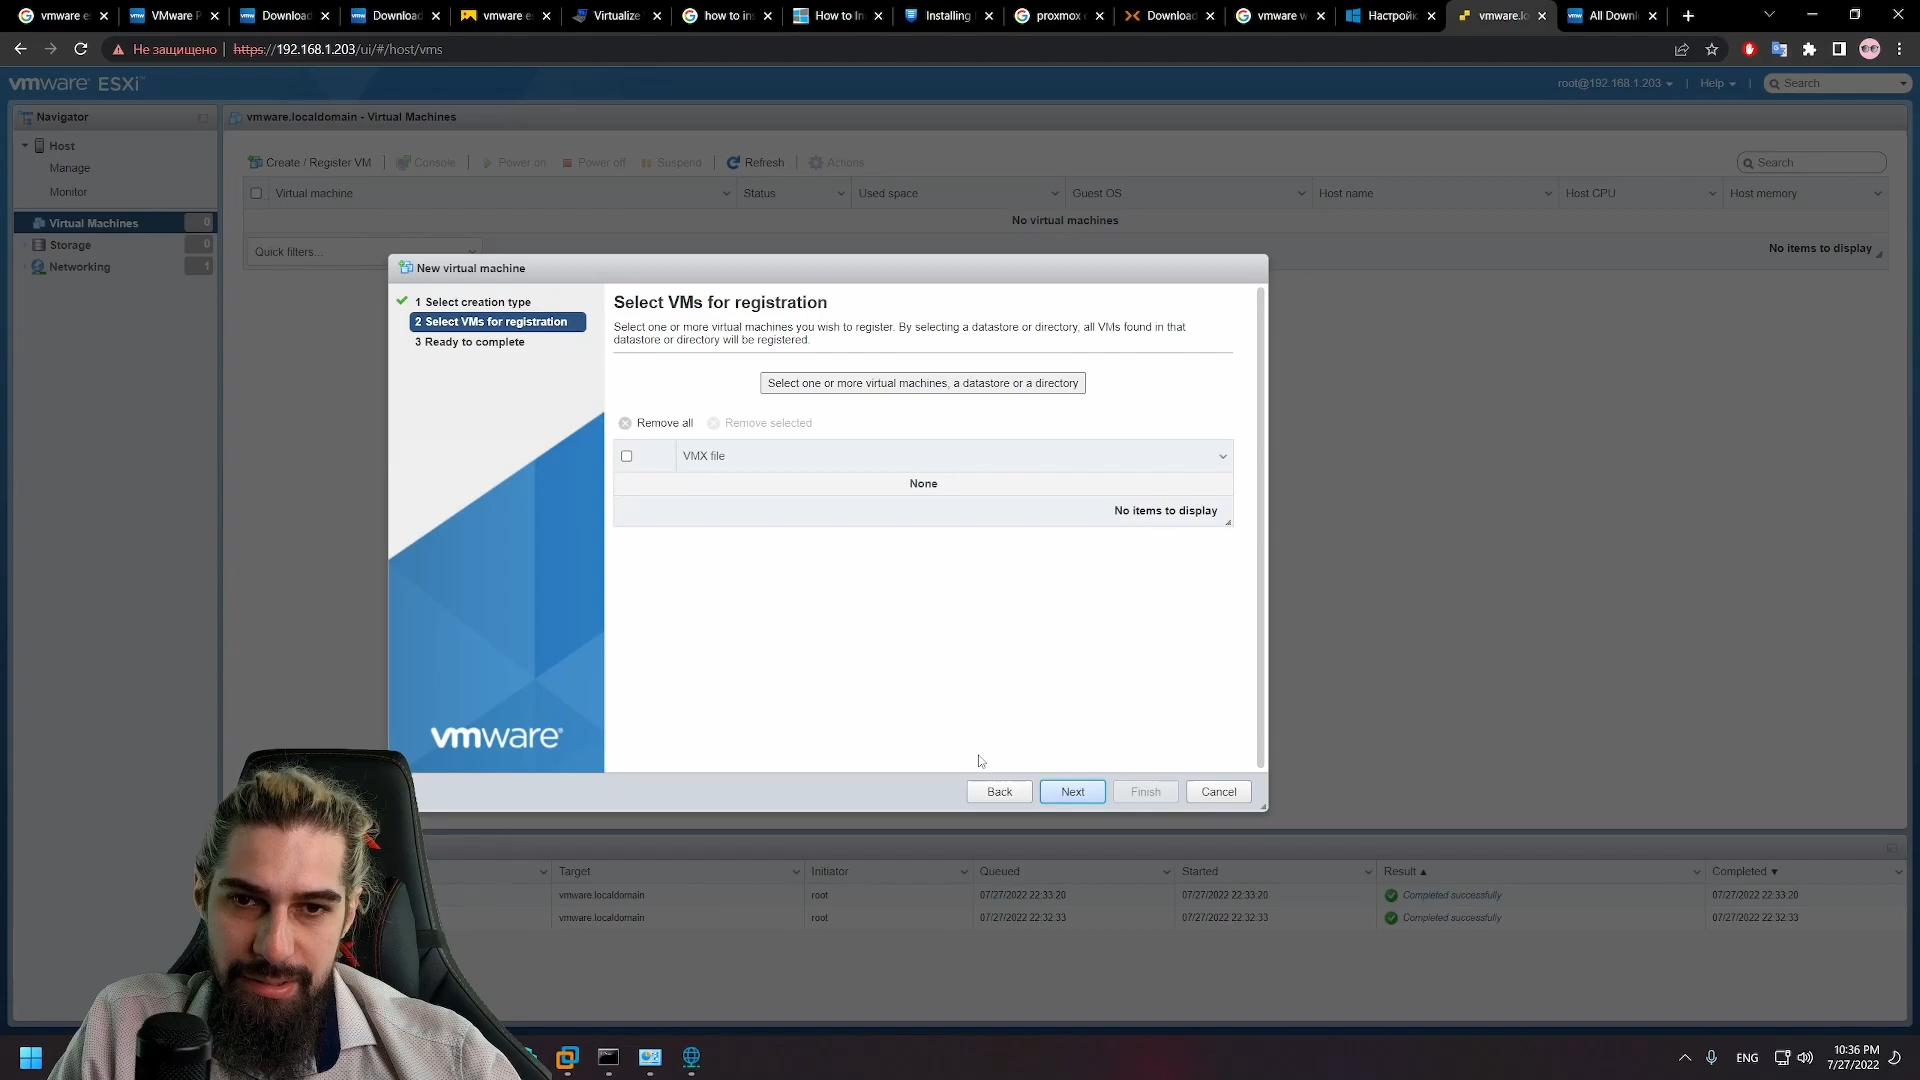 vmware es
VMware P
Download
Download
vmware es
Virtualize
how to ins
How to In
Installing
proxmox
Download
vmware w
Настройк
vmware.lo
All Downl
Не защищено
https://192.168.1.203/ui/#/host/vms
vmware ESXi
root@192.168.1.203
Help
Search
Navigator
Host
Manage
Monitor
Virtual Machines 0
Storage 0
Networking 1
vmware.localdomain - Virtual Machines
Create / Register VM
Console
Power on
Power off
Suspend
Refresh
Actions
Search
Virtual machine
Status
Used space
Guest OS
Host name
Host CPU
Host memory
No virtual machines
Quick filters...
No items to display
New virtual machine
1 Select creation type
2 Select VMs for registration
3 Ready to complete
vmware
Select VMs for registration
Select one or more virtual machines you wish to register. By selecting a datastore or directory, all VMs found in that
datastore or directory will be registered.
Select one or more virtual machines, a datastore or a directory
Remove all
Remove selected
VMX file
None
No items to display
Back
Next
Finish
Cancel
Target
Initiator
Queued
Started
Result
Completed
vmware.localdomain
root
07/27/2022 22:33:20
07/27/2022 22:33:20
Completed successfully
07/27/2022 22:33:20
vmware.localdomain
root
07/27/2022 22:32:33
07/27/2022 22:32:33
Completed successfully
07/27/2022 22:32:33
ENG
10:36 PM
7/27/2022